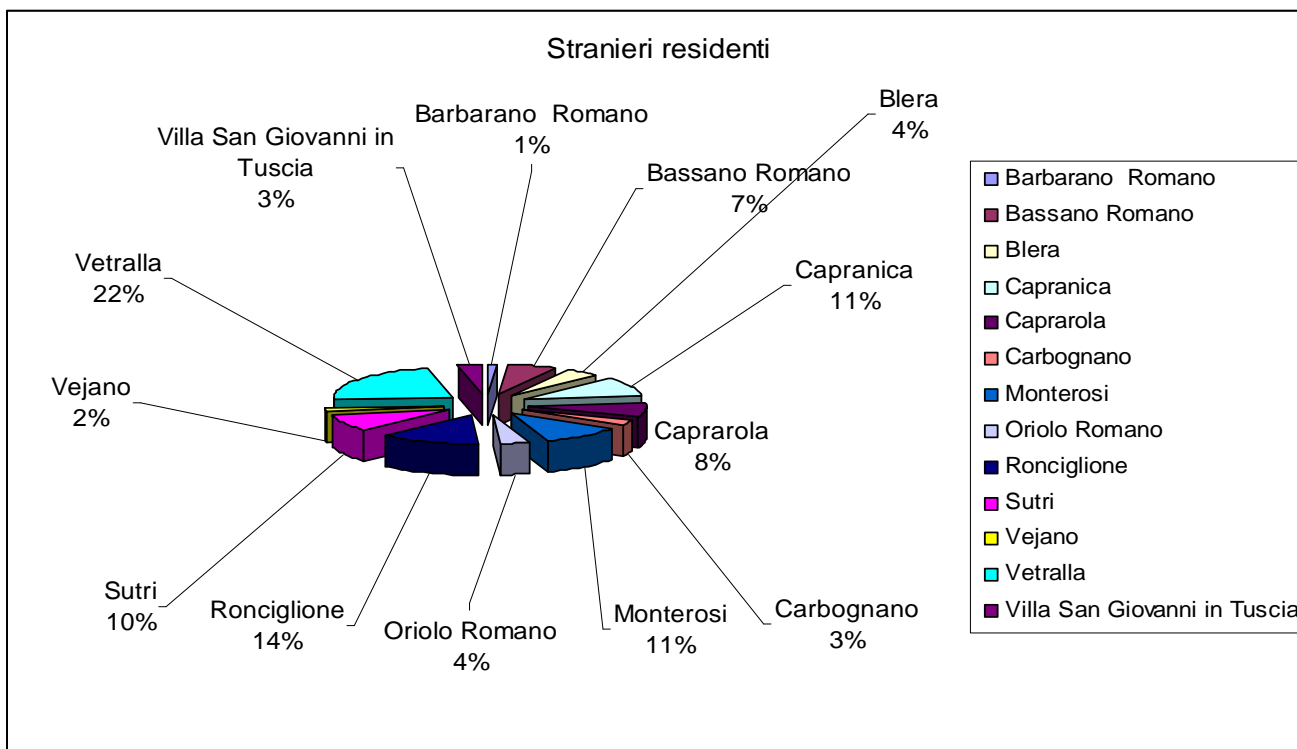 Stranieri residenti
Barbarano  Romano
1%
Blera
4%
Villa San Giovanni in
Tuscia
3%
Bassano Romano
7%
Vetralla
22%
Capranica
11%
Vejano
2%
Caprarola
8%
Sutri
10%
Ronciglione
14%
Oriolo Romano
4%
Monterosi
11%
Carbognano
3%
Barbarano  Romano
Bassano Romano
Blera
Capranica
Caprarola
Carbognano
Monterosi
Oriolo Romano
Ronciglione
Sutri
Vejano
Vetralla
Villa San Giovanni in Tuscia